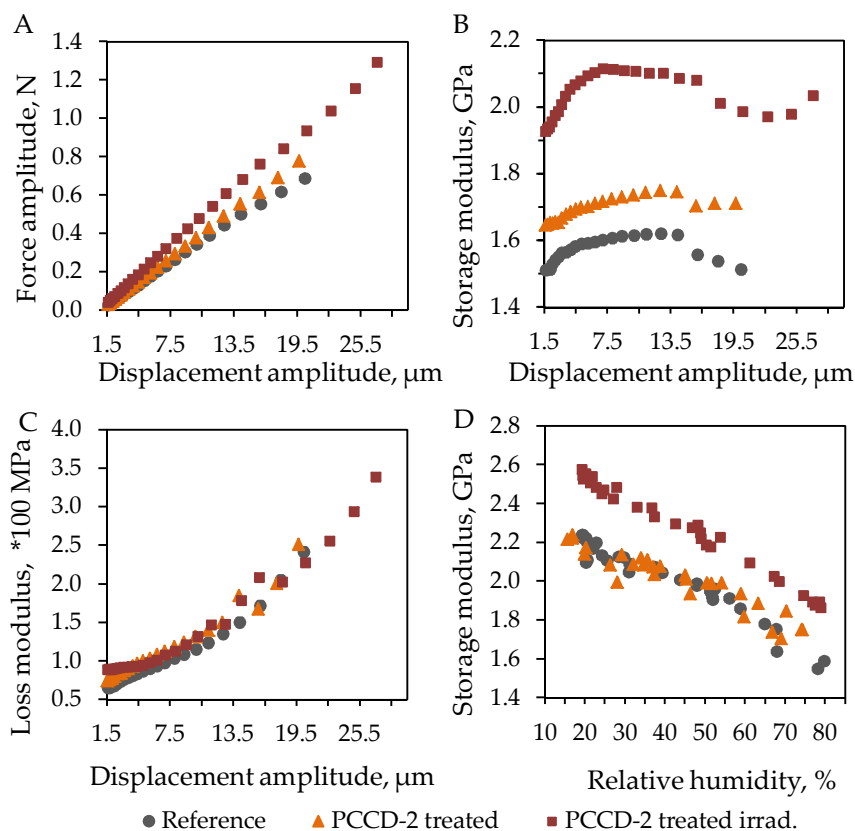 A
Force amplitude, N
1.4
1.2
1.0
0.8
0.6
0.4
0.2
0.0
1.5 7.5 13.5 19.5 25.5
Displacement amplitude, μm
B
Storage modulus, GPa
2.2
2.0
1.8
1.6
1.4
1.5 7.5 13.5 19.5 25.5
Displacement amplitude, μm
C
Loss modulus, *100 MPa
4.0
3.5
3.0
2.5
2.0
1.5
1.0
0.5
1.5 7.5 13.5 19.5 25.5
Displacement amplitude, μm
D
Storage modulus, GPa
2.8
2.6
2.4
2.2
2.0
1.8
1.6
1.4
10 20 30 40 50 60 70 80
Relative humidity, %
Reference PCCD-2 treated PCCD-2 treated irrad.